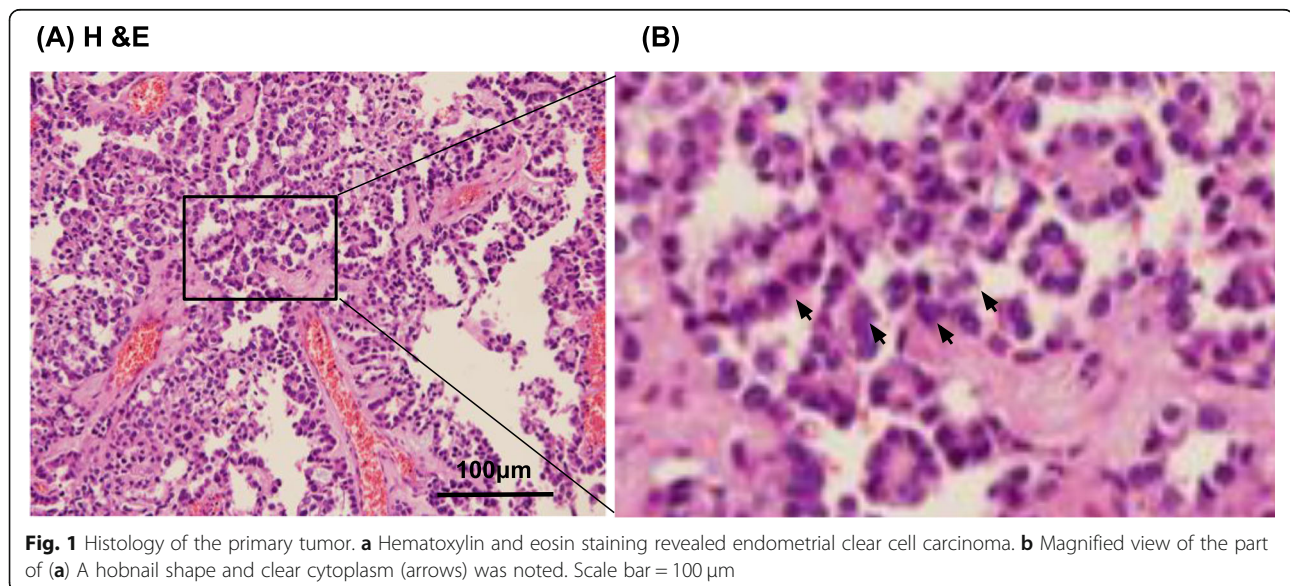 (A) H &E
(B)
100μm
Fig. 1 Histology of the primary tumor. a Hematoxylin and eosin staining revealed endometrial clear cell carcinoma. b Magnified view of the part
of (a) A hobnail shape and clear cytoplasm (arrows) was noted. Scale bar = 100 μm